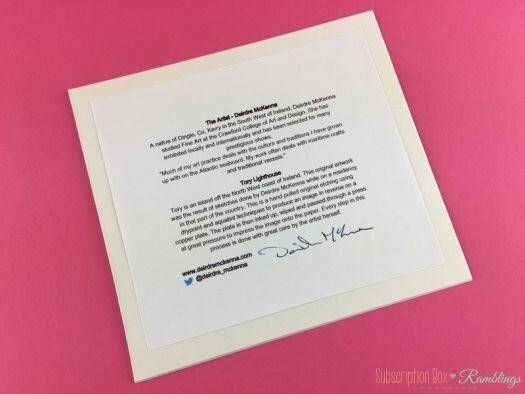 The Artist - Deirdre McKenna
A native of Dingle, Co. Kerry in the South West of Ireland, Deirdre McKenna
studied Fine Art at the Crawford College of Art and Design. She has
exhibited locally and internationally and has been selected for many
prestigious shows.
"Much of my art practice deals with the culture and traditions I have grown
up with on the Atlantic seaboard. My work often deals with maritime crafts
and traditional vessels."
Tory Lighthouse
Tory is an island off the North West coast of Ireland. This original artwork
was the result of sketches done by Deirdre McKenna while on a residency
in that part of the country. This is a hand pulled original etching using
drypoint and aquatint techniques to produce an image in reverse on a
copper plate. The plate is then inked up, wiped and passed through a press
at great pressure to impress the image onto the paper. Every step in this
process is done with great care by the artist herself.
www.deirdremckenna.com
@deirdre_mckenna
Deirdre McKenna
Subscription Box Ramblings